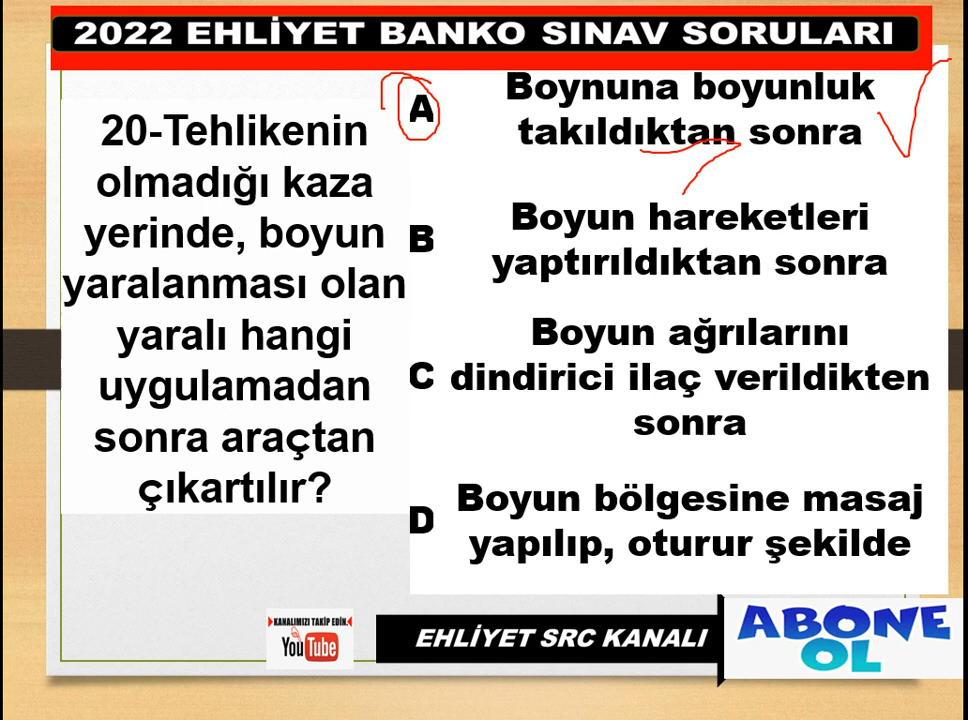 2022 EHLİYET BANKO SINAV SORULARI
20-Tehlikenin
olmadığı kaza
yerinde, boyun
yaralanması olan
yaralı hangi
uygulamadan
sonra araçtan
çıkartılır?
A
Boynuna boyunluk
takıldıktan sonra
B
Boyun hareketleri
yaptırıldıktan sonra
Boyun ağrılarını
C dindirici ilaç verildikten
sonra
D
Boyun bölgesine masaj
yapılıp, oturur şekilde
KANALIMIZI TAKİP EDİN.
YouTube
EHLİYET SRC KANALI
ABONE
OL